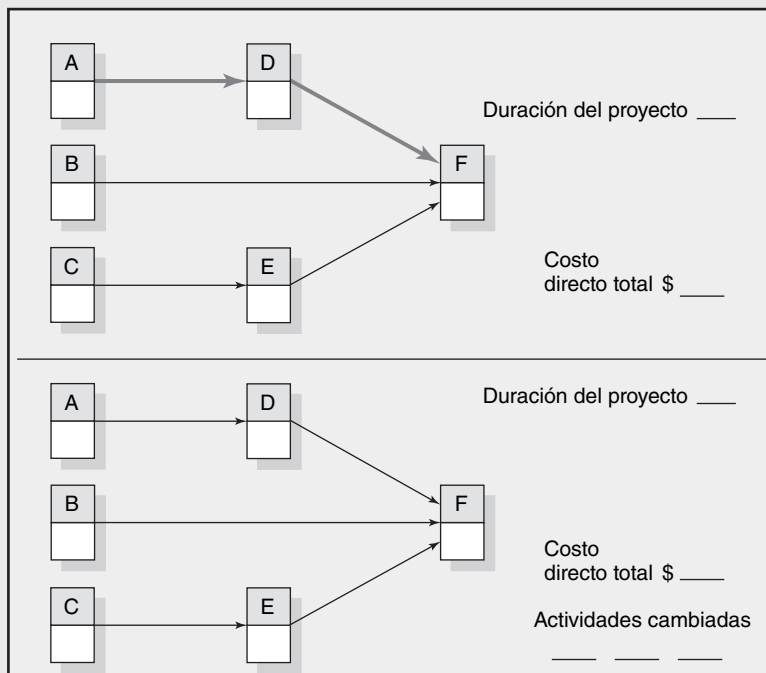 A
D
Duración del proyecto ____
B
F
C
E
Costo
directo total $ ____
A
D
Duración del proyecto ____
B
F
Costo
directo total $ ____
C
E
Actividades cambiadas
____ ____ ____